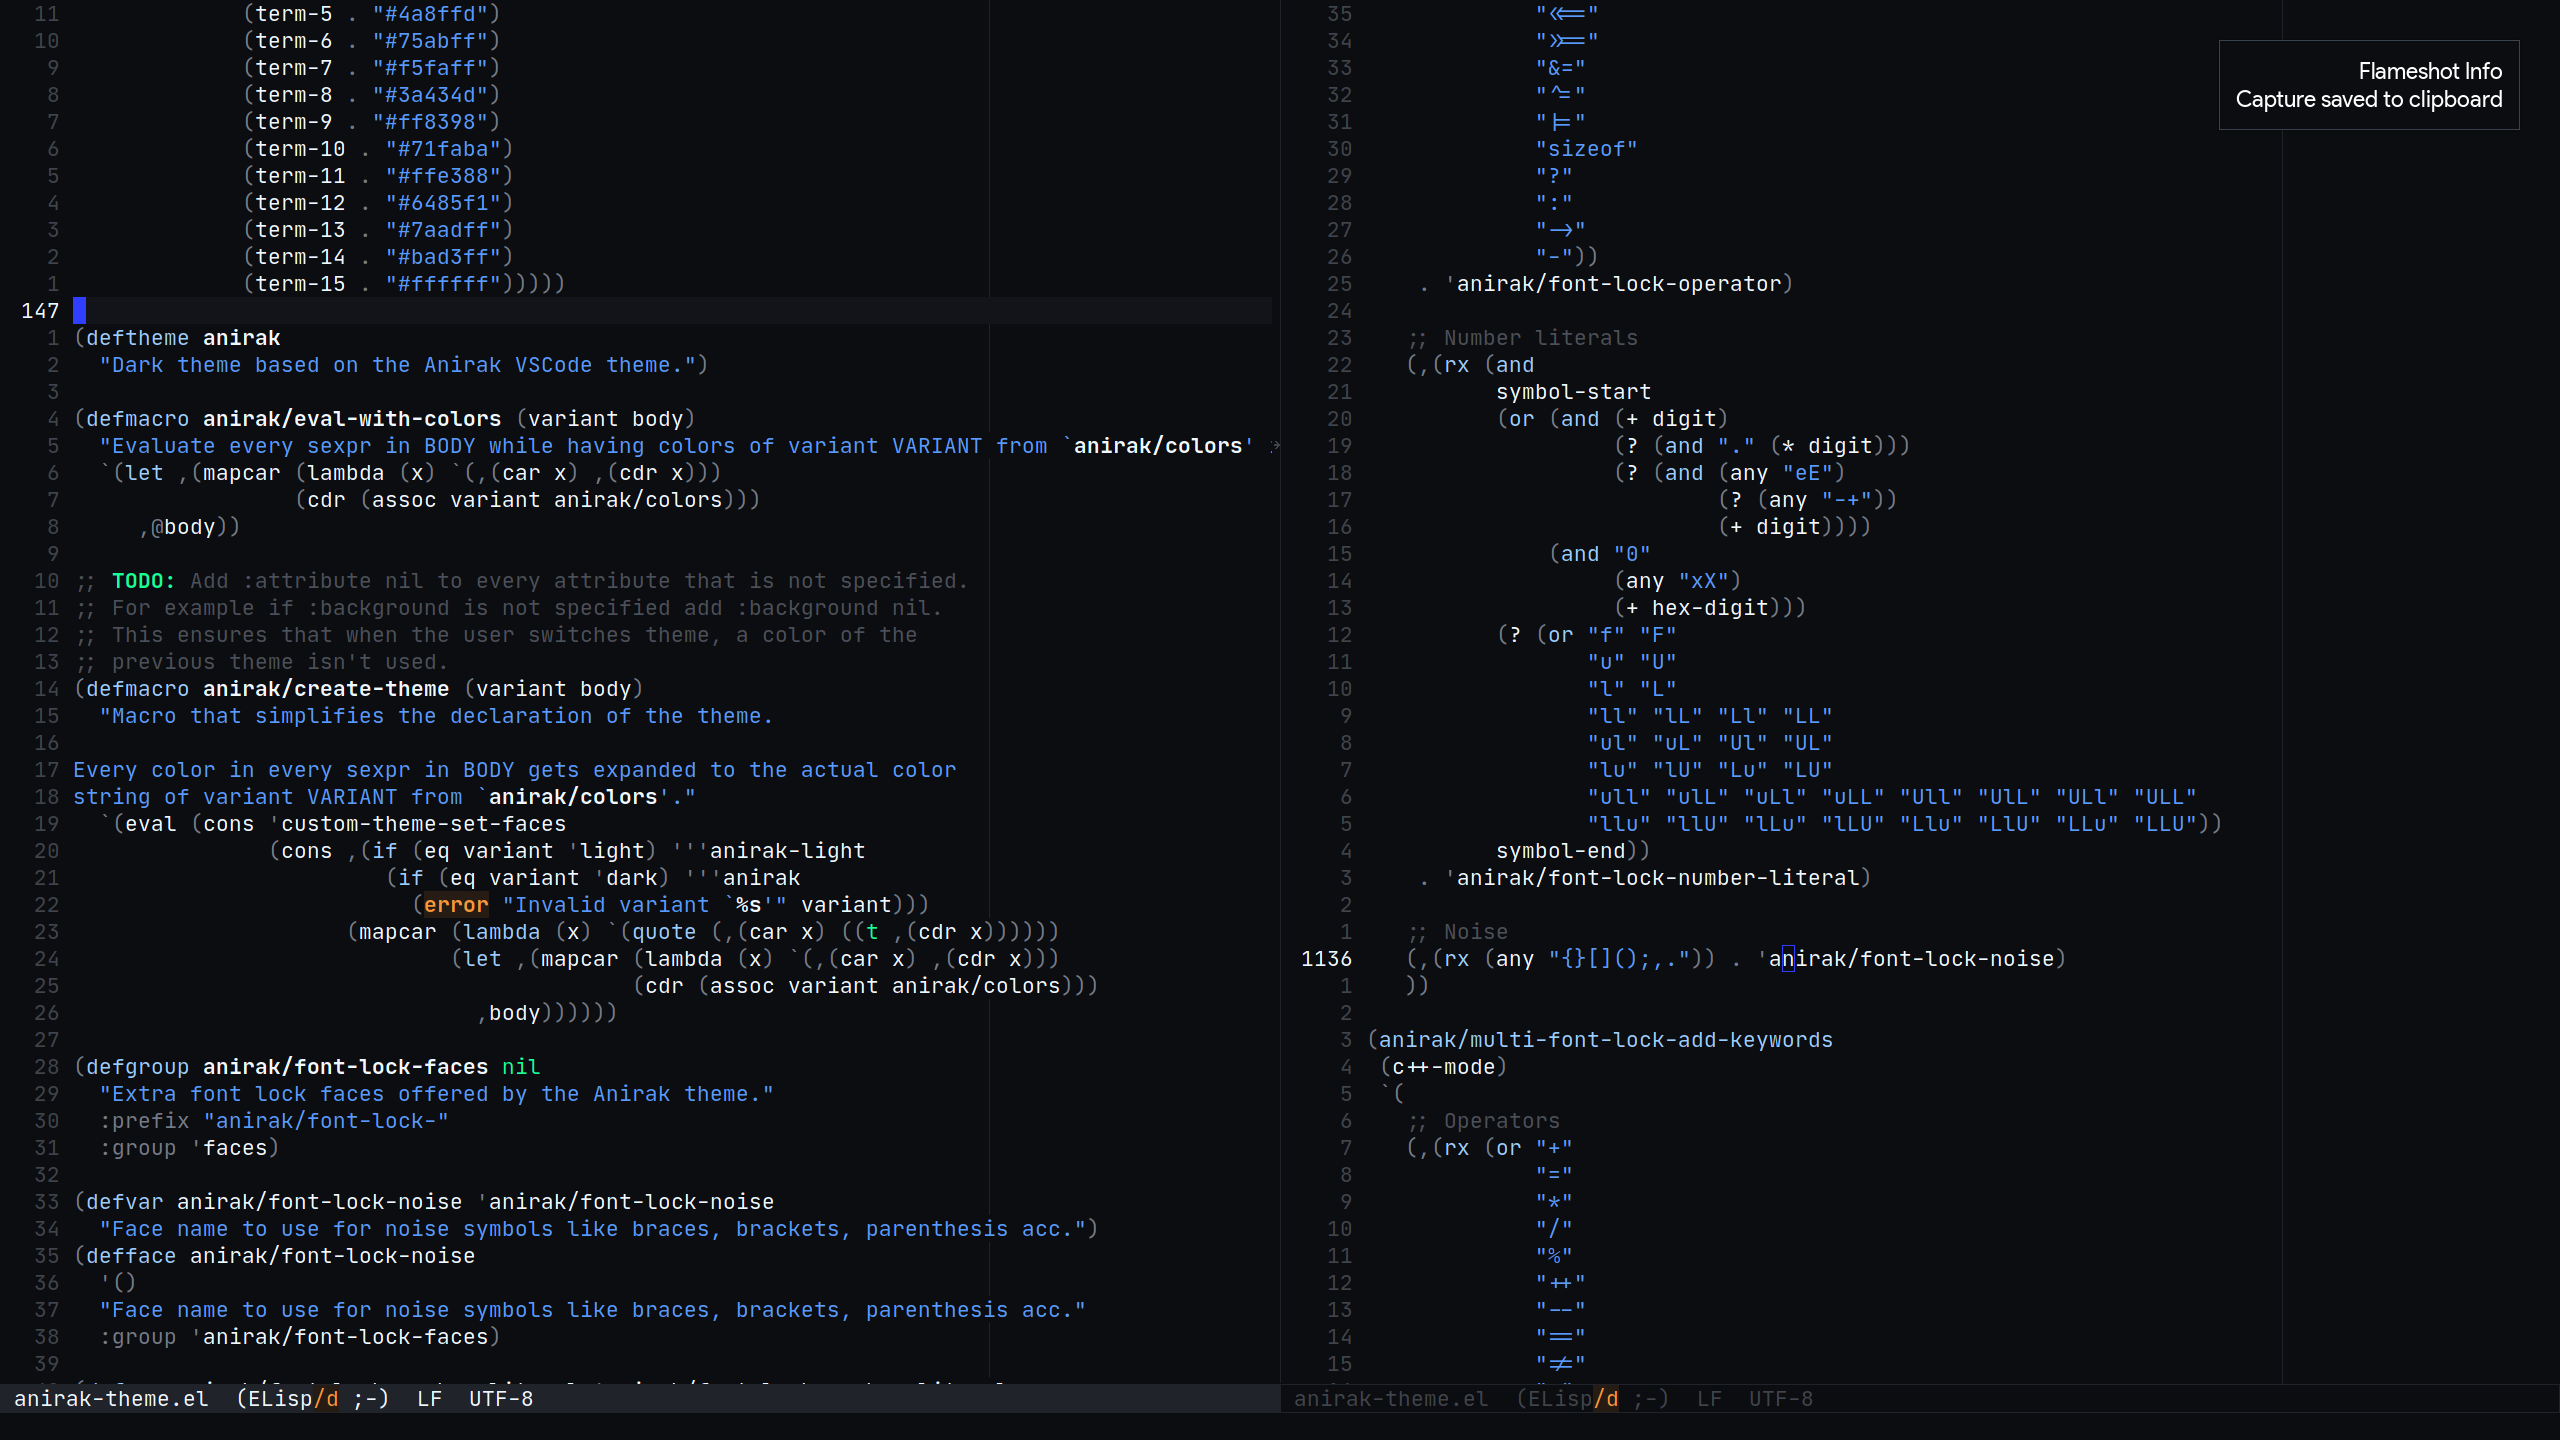 11 (term-5 . "#4a8ffd")
10 (term-6 . "#75abff")
9 (term-7 . "#f5faff")
8 (term-8 . "#3a434d")
7 (term-9 . "#ff8398")
6 (term-10 . "#71faba")
5 (term-11 . "#ffe388")
4 (term-12 . "#6485f1")
3 (term-13 . "#7aadff")
2 (term-14 . "#bad3ff")
1 (term-15 . "#ffffff")))))
147
1 (deftheme anirak
2   "Dark theme based on the Anirak VSCode theme.")
3
4 (defmacro anirak/eval-with-colors (variant body)
5   "Evaluate every sexpr in BODY while having colors of variant VARIANT from `anirak/colors'
6   `(let ,(mapcar (lambda (x) `(,(car x) ,(cdr x)))
7                  (cdr (assoc variant anirak/colors)))
8      ,@body))
9
10 ;; TODO: Add :attribute nil to every attribute that is not specified.
11 ;; For example if :background is not specified add :background nil.
12 ;; This ensures that when the user switches theme, a color of the
13 ;; previous theme isn't used.
14 (defmacro anirak/create-theme (variant body)
15   "Macro that simplifies the declaration of the theme.
16
17 Every color in every sexpr in BODY gets expanded to the actual color
18 string of variant VARIANT from `anirak/colors'."
19   `(eval (cons 'custom-theme-set-faces
20                (cons ,(if (eq variant 'light) '''anirak-light
21                         (if (eq variant 'dark) '''anirak
22                           (error "Invalid variant `%s'" variant)))
23                      (mapcar (lambda (x) `(quote (,(car x) ((t ,(cdr x))))))
24                              (let ,(mapcar (lambda (x) `(,(car x) ,(cdr x)))
25                                            (cdr (assoc variant anirak/colors)))
26                                ,body))))))
27
28 (defgroup anirak/font-lock-faces nil
29   "Extra font lock faces offered by the Anirak theme."
30   :prefix "anirak/font-lock-"
31   :group 'faces)
32
33 (defvar anirak/font-lock-noise 'anirak/font-lock-noise
34   "Face name to use for noise symbols like braces, brackets, parenthesis acc.")
35 (defface anirak/font-lock-noise
36   '()
37   "Face name to use for noise symbols like braces, brackets, parenthesis acc."
38   :group 'anirak/font-lock-faces)
39
anirak-theme.el (ELisp/d ;-) LF UTF-8
35 "<<="
34 ">>="
33 "&="
32 "^="
31 "|="
30 "sizeof"
29 "?"
28 ":"
27 "->"
26 "-"))
25 . 'anirak/font-lock-operator)
24
23 ;; Number literals
22 (,(rx (and
21 symbol-start
20 (or (and (+ digit)
19 (? (and "." (* digit)))
18 (? (and (any "eE")
17 (? (any "-+"))
16 (+ digit))))
15 (and "0"
14 (any "xX")
13 (+ hex-digit)))
12 (? (or "f" "F"
11 "u" "U"
10 "l" "L"
9 "ll" "lL" "Ll" "LL"
8 "ul" "uL" "Ul" "UL"
7 "lu" "lU" "Lu" "LU"
6 "ull" "ulL" "uLl" "uLL" "Ull" "UlL" "ULl" "ULL"
5 "llu" "llU" "lLu" "lLU" "Llu" "LlU" "LLu" "LLU"))
4 symbol-end))
3 . 'anirak/font-lock-number-literal)
2
1 ;; Noise
1136 (,(rx (any "{}[]();,.")) . 'anirak/font-lock-noise)
1 ))
2
3 (anirak/multi-font-lock-add-keywords
4 (c++-mode)
5 `(
6 ;; Operators
7 (,(rx (or "+"
8 "="
9 "*"
10 "/"
11 "%"
12 "++"
13 "--"
14 "=="
15 "!="
anirak-theme.el (ELisp/d ;-) LF UTF-8
Flameshot Info
Capture saved to clipboard